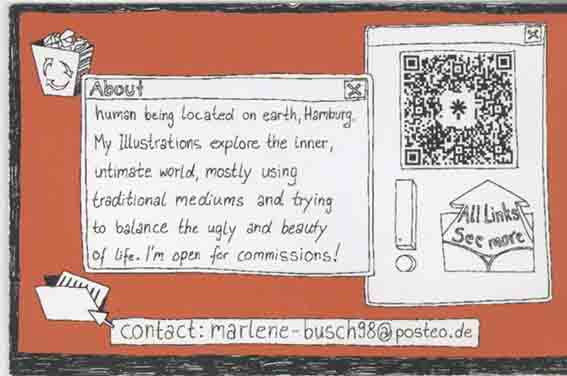 About
human being located on earth, Hamburg.
My Illustrations explore the inner,
intimate world, mostly using
traditional mediums and trying
to balance the ugly and beauty
of life. I'm open for commissions!
All Links
See more
contact: marlene-busch98@posteo.de